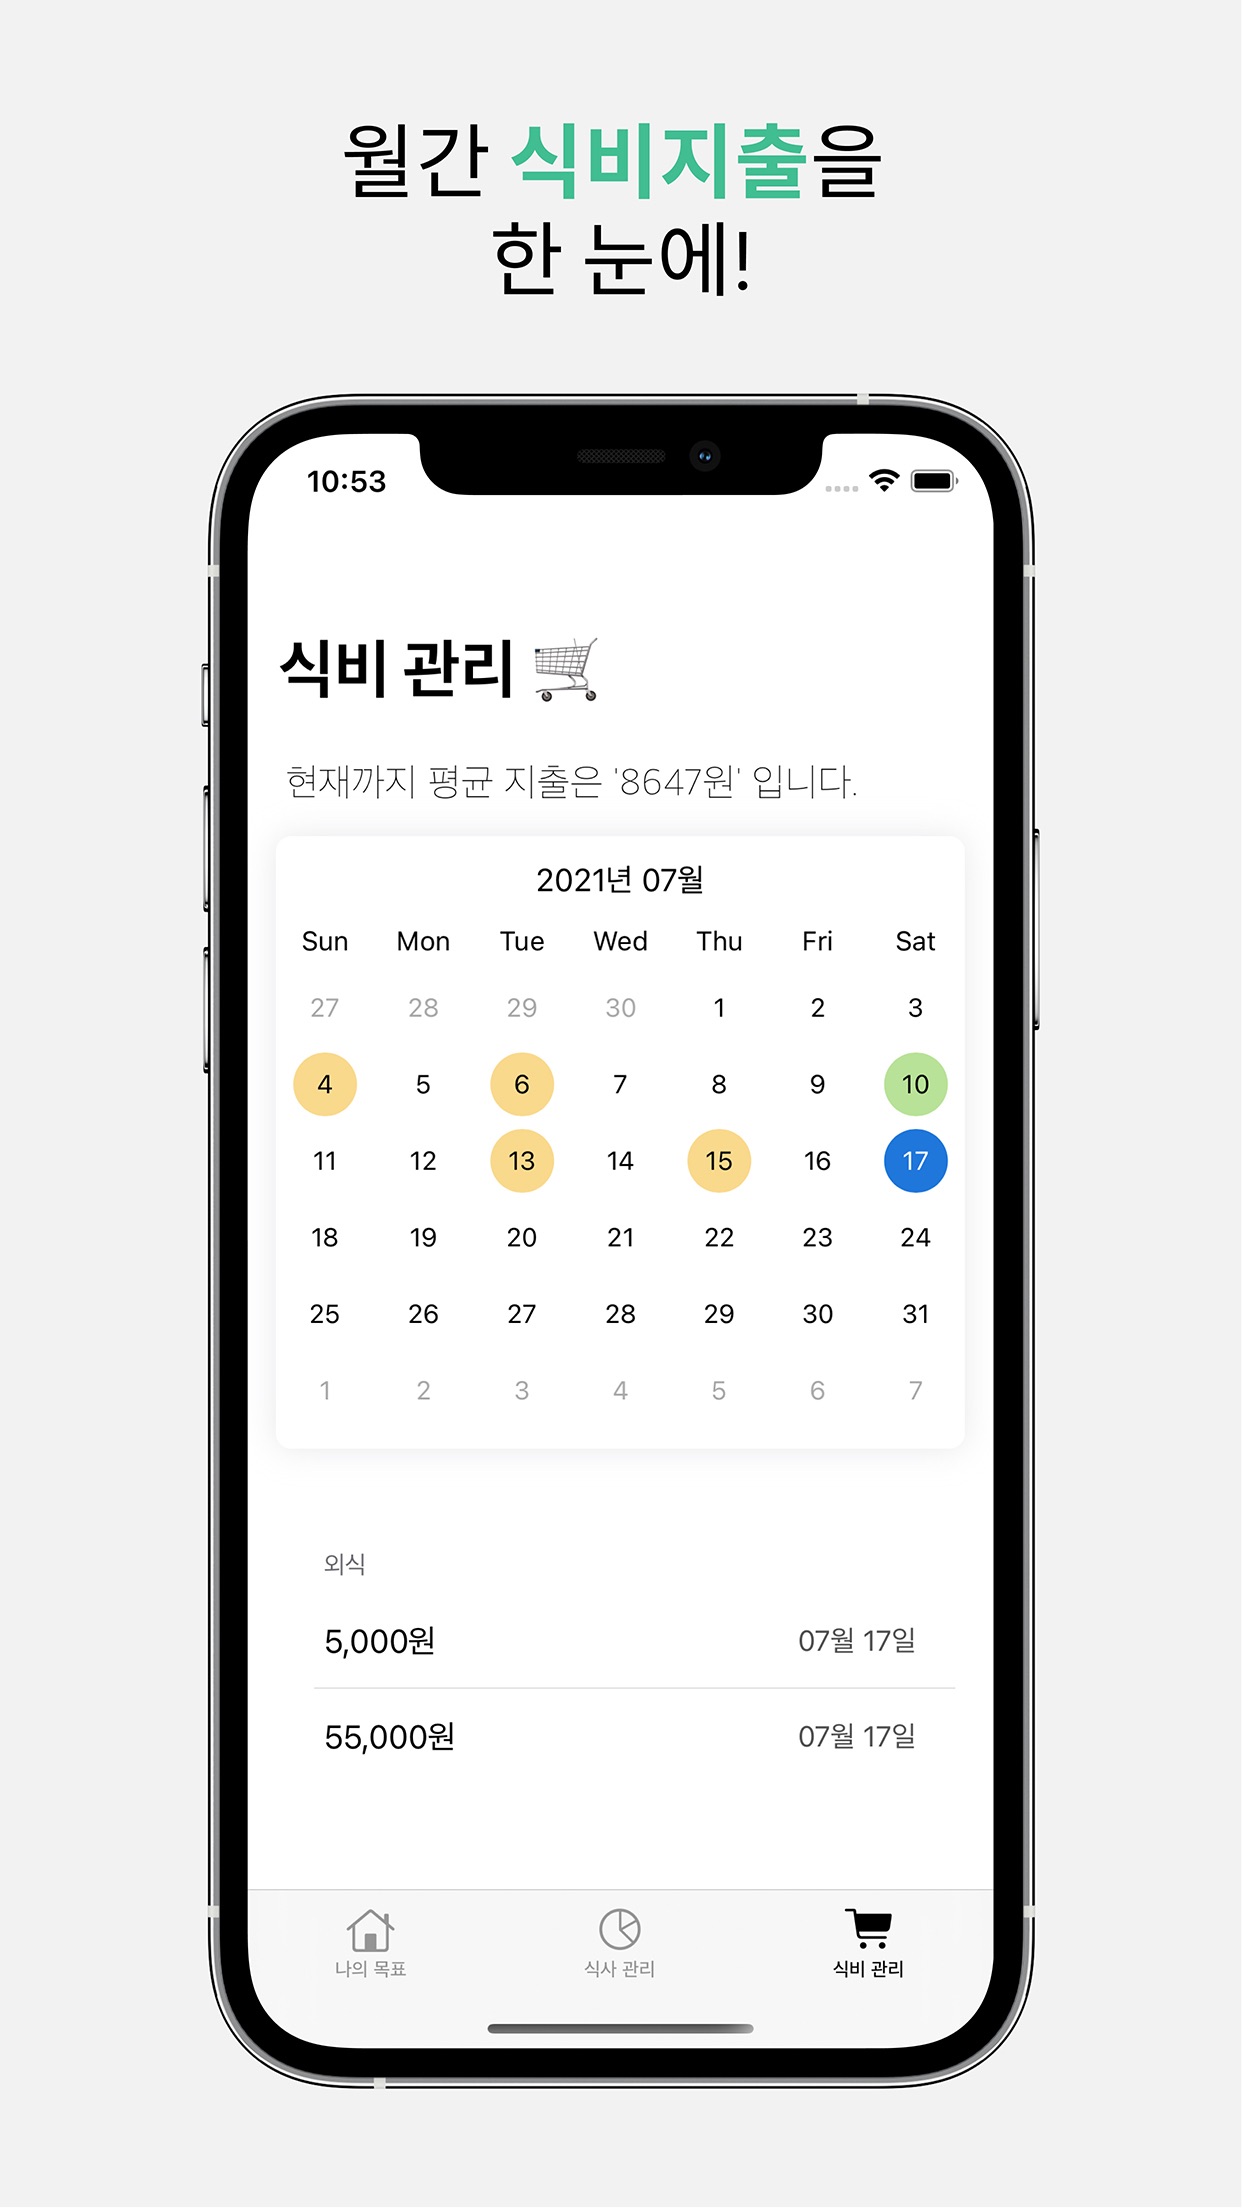 월간 식비지출을
한 눈에!
10:53
식비 관리
현재까지 평균 지출은 '8647원' 입니다.
2021년 07월
Sun Mon Tue Wed Thu Fri Sat
27 28 29 30 1 2 3
4 5 6 7 8 9 10
11 12 13 14 15 16 17
18 19 20 21 22 23 24
25 26 27 28 29 30 31
1 2 3 4 5 6 7
외식
5,000원 07월 17일
55,000원 07월 17일
나의 목표 식사 관리 식비 관리